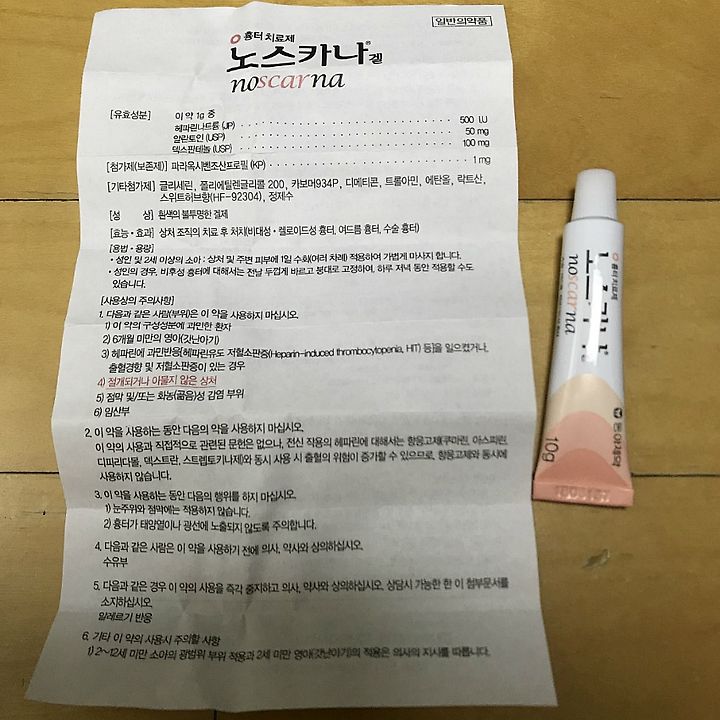 일반의약품
흉터 치료제
노스카나® 겔
noscarna
[유효성분] 이 약 1g 중
헤파린나트륨 (JP) 500 I.U
알란토인 (USP) 50 mg
덱스판테놀 (USP) 100 mg
[첨가제(보존제)] 파라옥시벤조산프로필 (KP) 1 mg
[기타첨가제] 글리세린, 폴리에틸렌글리콜 200, 카보머934P, 디메티콘, 트롤아민, 에탄올, 락트산,
스위트허브향(HF-92304), 정제수
[성 상] 흰색의 불투명한 겔제
[효능·효과] 상처 조직의 치료 후 처치(비대성·켈로이드성 흉터, 여드름 흉터, 수술 흉터)
[용법·용량]
• 성인 및 2세 이상의 소아 : 상처 및 주변 피부에 1일 수회(여러 차례) 적용하여 가볍게 마사지 합니다.
• 성인의 경우, 비후성 흉터에 대해서는 전날 두껍게 바르고 붕대로 고정하여, 하루 저녁 동안 적용할 수도
있습니다.
[사용상의 주의사항]
1. 다음과 같은 사람(부위)은 이 약을 사용하지 마십시오.
1) 이 약의 구성성분에 과민한 환자
2) 6개월 미만의 영아(갓난아기)
3) 헤파린에 과민반응[헤파린유도 저혈소판증(Heparin-induced thrombocytopenia, HIT) 등]을 일으켰거나,
출혈경향 및 저혈소판증이 있는 경우
4) 절개되거나 아물지 않은 상처
5) 점막 및/또는 화농(곪음)성 감염 부위
6) 임산부
2. 이 약을 사용하는 동안 다음의 약을 사용하지 마십시오.
이 약의 사용과 직접적으로 관련된 문헌은 없으나, 전신 작용의 헤파린에 대해서는 항응고제(쿠마린, 아스피린,
디피리다몰, 덱스트란, 스트렙토키나제)와 동시 사용 시 출혈의 위험이 증가할 수 있으므로, 항응고제와 동시에
사용하지 않습니다.
3. 이 약을 사용하는 동안 다음의 행위를 하지 마십시오.
1) 눈주위와 점막에는 적용하지 않습니다.
2) 흉터가 태양열이나 광선에 노출되지 않도록 주의합니다.
4. 다음과 같은 사람은 이 약을 사용하기 전에 의사, 약사와 상의하십시오.
수유부
5. 다음과 같은 경우 이 약의 사용을 즉각 중지하고 의사, 약사와 상의하십시오. 상담시 가능한 한 이 첨부문서를
소지하십시오.
알레르기 반응
6. 기타 이 약의 사용시 주의할 사항
1) 2~12세 미만 소아의 광범위 부위 적용과 2세 미만 영아(갓난아기)의 적용은 의사의 지시를 따릅니다.
흉터 치료제
noscarna
동아제약
10g